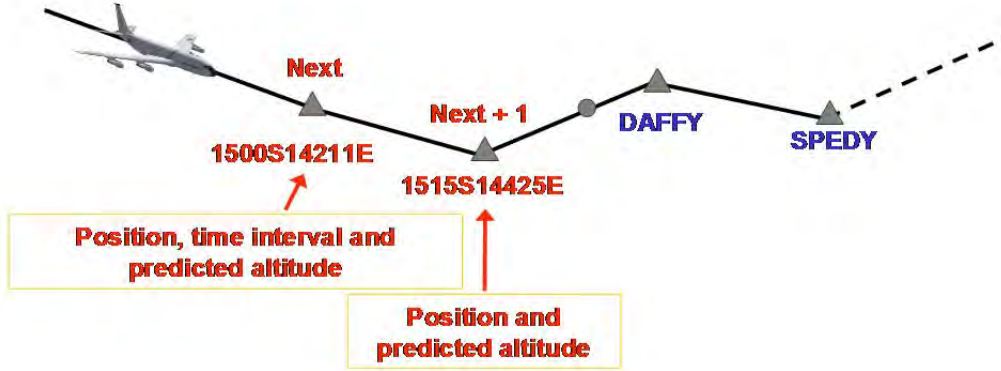 Next
Next + 1
DAFFY
SPEDY
1500S14211E
1515S14425E
Position, time interval and
predicted altitude
Position and
predicted altitude